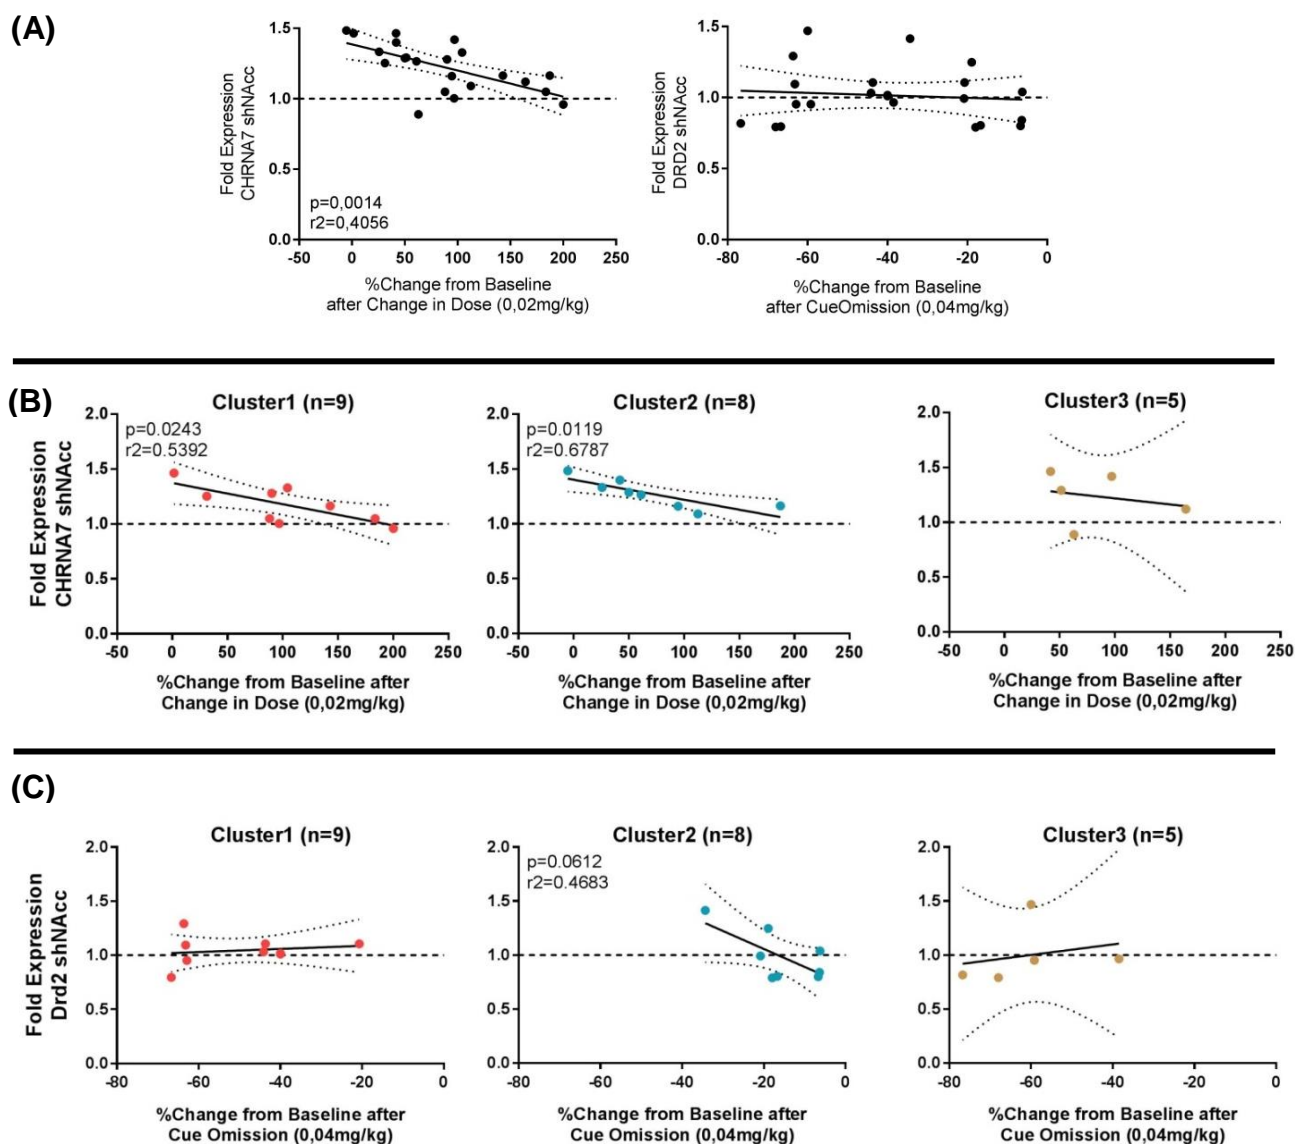 (A)
Fold Expression
CHRNA7 shNAcc
1.5
1.0
0.5
0.0
p=0,0014
r2=0,4056
-50 0 50 100 150 200 250
%Change from Baseline
after Change in Dose (0,02mg/kg)
Fold Expression
DRD2 shNAcc
1.5
1.0
0.5
0.0
-80 -60 -40 -20 0
%Change from Baseline
after CueOmission (0,04mg/kg)
(B)
Fold Expression
CHRNA7 shNAcc
Cluster1 (n=9)
p=0.0243
r2=0.5392
2.0
1.5
1.0
0.5
0.0
-50 0 50 100 150 200 250
%Change from Baseline after
Change in Dose (0,02mg/kg)
Cluster2 (n=8)
p=0.0119
r2=0.6787
2.0
1.5
1.0
0.5
0.0
-50 0 50 100 150 200 250
%Change from Baseline after
Change in Dose (0,02mg/kg)
Cluster3 (n=5)
2.0
1.5
1.0
0.5
0.0
-50 0 50 100 150 200 250
%Change from Baseline after
Change in Dose (0,02mg/kg)
(C)
Fold Expression
Drd2 shNAcc
Cluster1 (n=9)
2.0
1.5
1.0
0.5
0.0
-80 -60 -40 -20 0
%Change from Baseline after
Cue Omission (0,04mg/kg)
Cluster2 (n=8)
p=0.0612
r2=0.4683
2.0
1.5
1.0
0.5
0.0
-80 -60 -40 -20 0
%Change from Baseline after
Cue Omission (0,04mg/kg)
Cluster3 (n=5)
2.0
1.5
1.0
0.5
0.0
-80 -60 -40 -20 0
%Change from Baseline after
Cue Omission (0,04mg/kg)